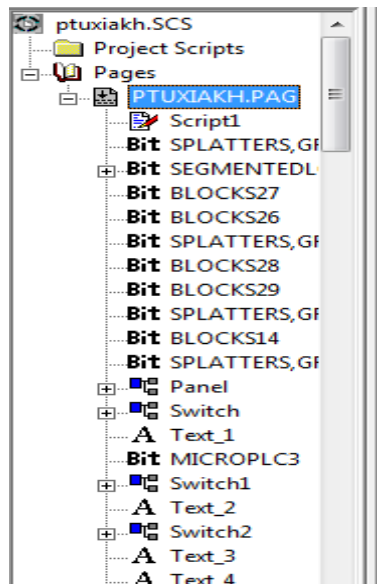 ptuxiakh.SCS
Project Scripts
Pages
PTUXIAKH.PAG
Script1
Bit SPLATTERS,GF
Bit SEGMENTEDL
Bit BLOCKS27
Bit BLOCKS26
Bit SPLATTERS,GF
Bit BLOCKS28
Bit BLOCKS29
Bit SPLATTERS,GF
Bit BLOCKS14
Bit SPLATTERS,GF
Panel
Switch
A Text_1
Bit MICROPLC3
Switch1
A Text_2
Switch2
A Text_3
A Text_4